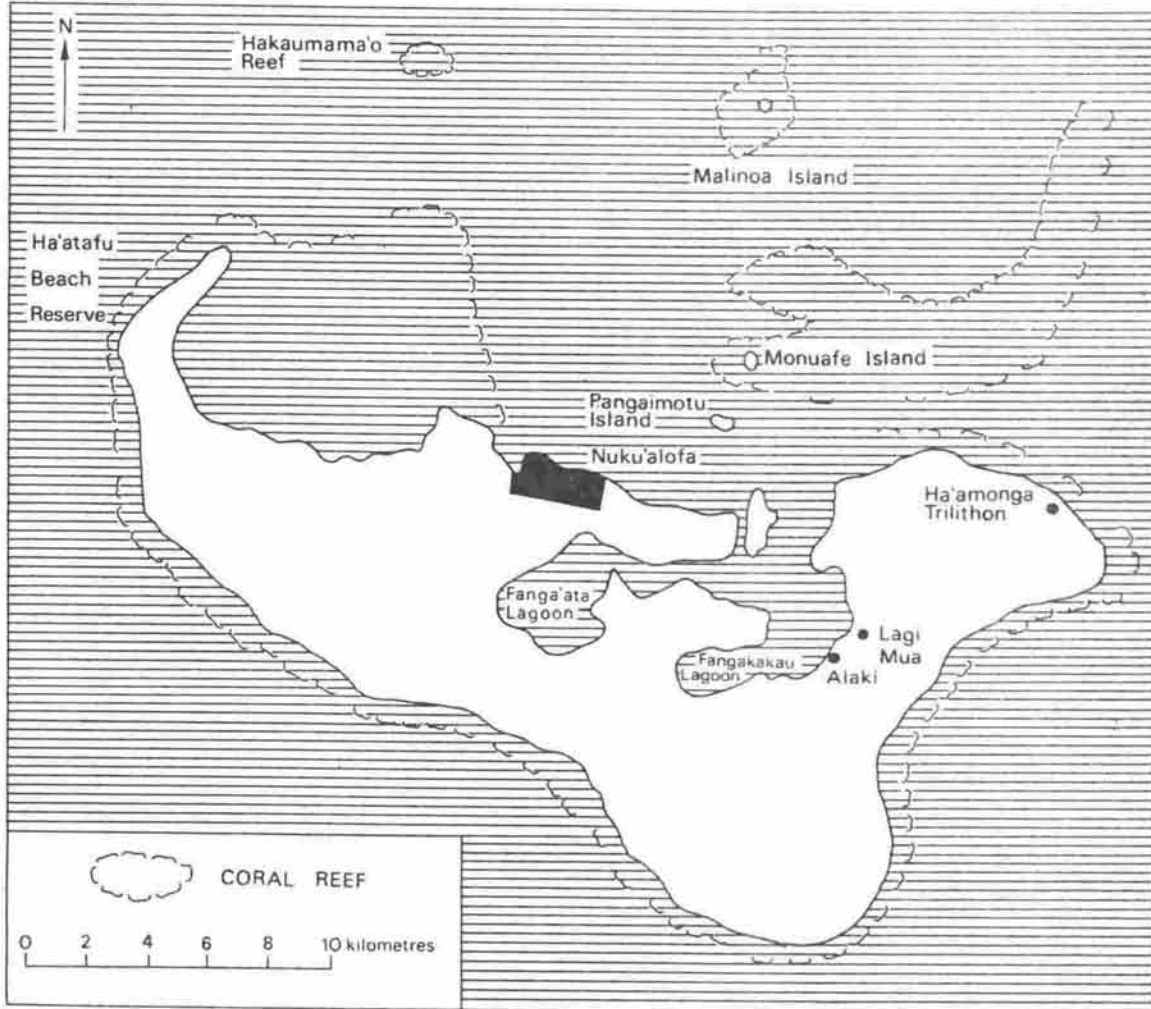 N
Hakaumama'o
Reef
Malinoa Island
Ha'atafu
Beach
Reserve
Monuafe Island
Pangaimotu
Island
Nuku'alofa
Ha'amonga
Trilithon
Fanga'ata
Lagoon
Lagi
Mua
Fangakakau
Lagoon
Alaki
CORAL REEF
0 2 4 6 8 10 kilometres